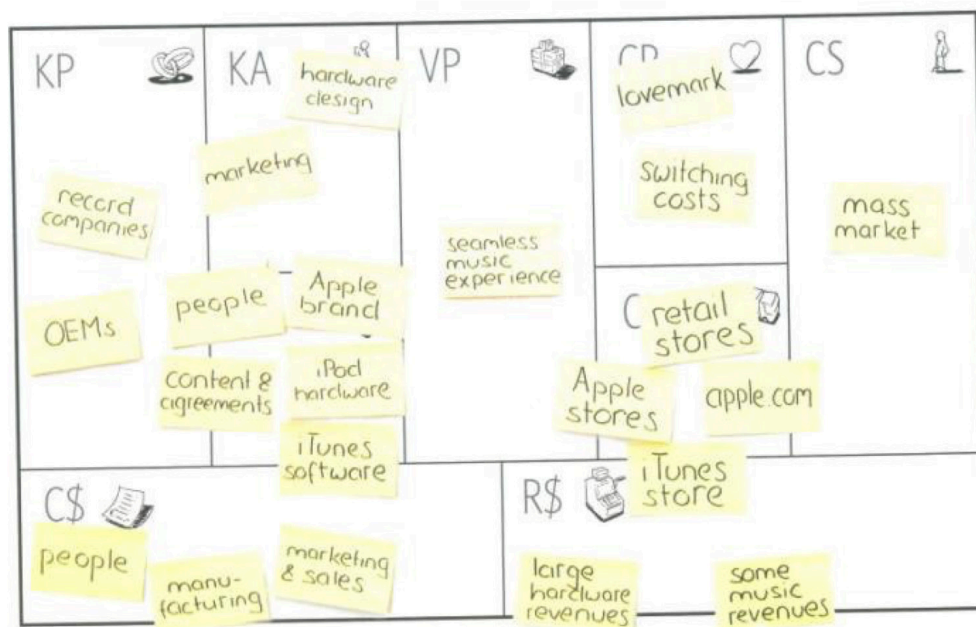 KP
record
companies
OEMs
KA
hardware
design
marketing
people
Apple
brand
content &
agreements
iPod
hardware
iTunes
software
VP
seamless
music
experience
CR
lovemark
switching
costs
C
retail
stores
Apple
stores
apple.com
iTunes
store
CS
mass
market
C$
people
manu-
facturing
marketing
& sales
R$
large
hardware
revenues
some
music
revenues